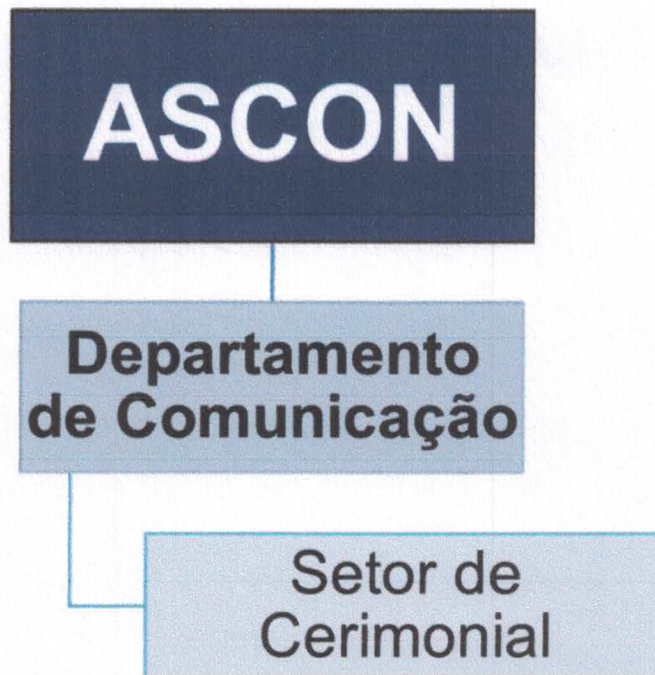 ASCON
Departamento
de Comunicação
Setor de
Cerimonial